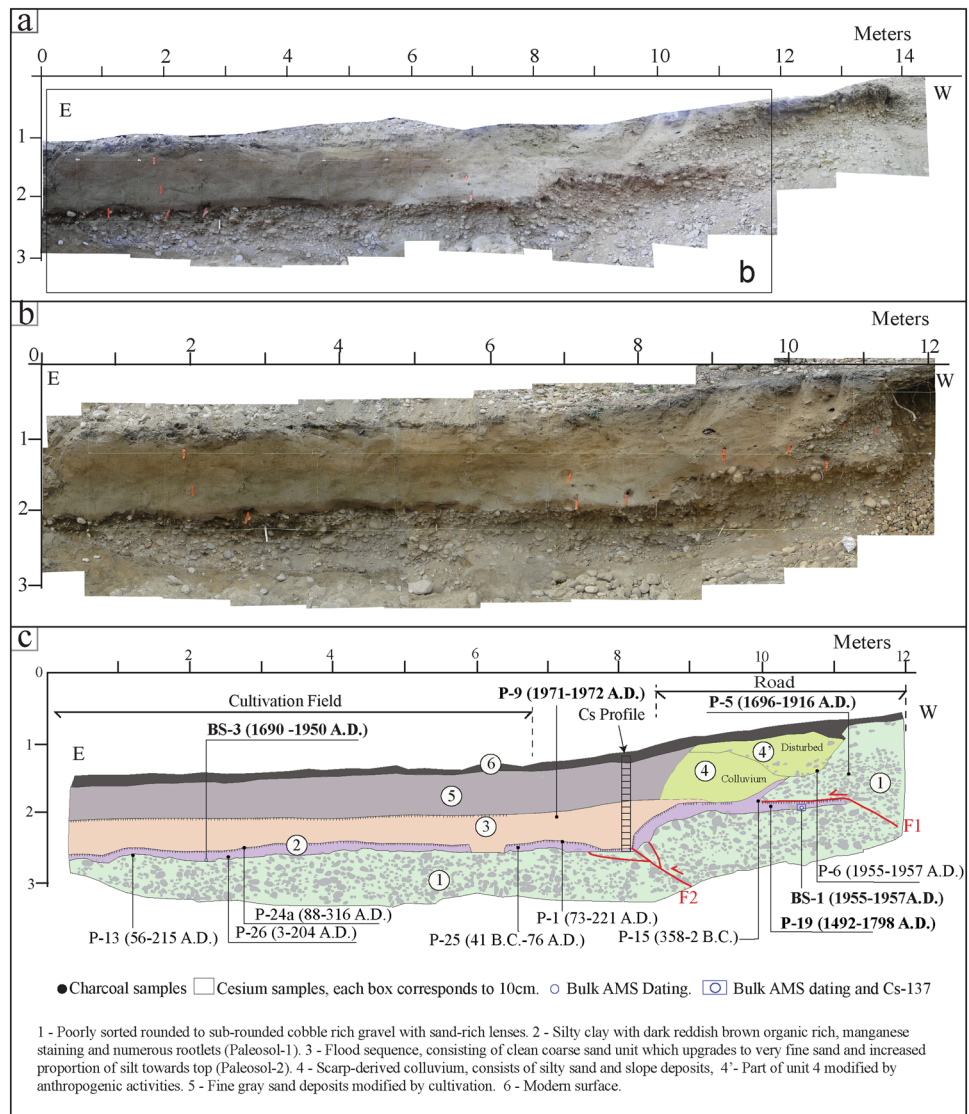 a
Meters
0 2 4 6 8 10 12 14
E W
1
2
3
b
b
Meters
0 2 4 6 8 10 12
E W
1
2
3
c
Meters
0 2 4 6 8 10 12
Road
Cultivation Field
P-9 (1971-1972 A.D.)
Cs Profile
P-5 (1696-1916 A.D.)
BS-3 (1690 -1950 A.D.)
E W
1
2
3
6
5
4
Colluvium
4'
Disturbed
1
3
2
1
F1
F2
P-6 (1955-1957 A.D.)
BS-1 (1955-1957A.D.)
P-19 (1492-1798 A.D.)
P-24a (88-316 A.D.)
P-13 (56-215 A.D.)
P-26 (3-204 A.D.)
P-25 (41 B.C.-76 A.D.)
P-1 (73-221 A.D.)
P-15 (358-2 B.C.)
Charcoal samples Cesium samples, each box corresponds to 10cm. Bulk AMS Dating. Bulk AMS dating and Cs-137
1 - Poorly sorted rounded to sub-rounded cobble rich gravel with sand-rich lenses. 2 - Silty clay with dark reddish brown organic rich, manganese
staining and numerous rootlets (Paleosol-1). 3 - Flood sequence, consisting of clean coarse sand unit which upgrades to very fine sand and increased
proportion of silt towards top (Paleosol-2). 4 - Scarp-derived colluvium, consists of silty sand and slope deposits, 4'- Part of unit 4 modified by
anthropogenic activities. 5 - Fine gray sand deposits modified by cultivation. 6 - Modern surface.